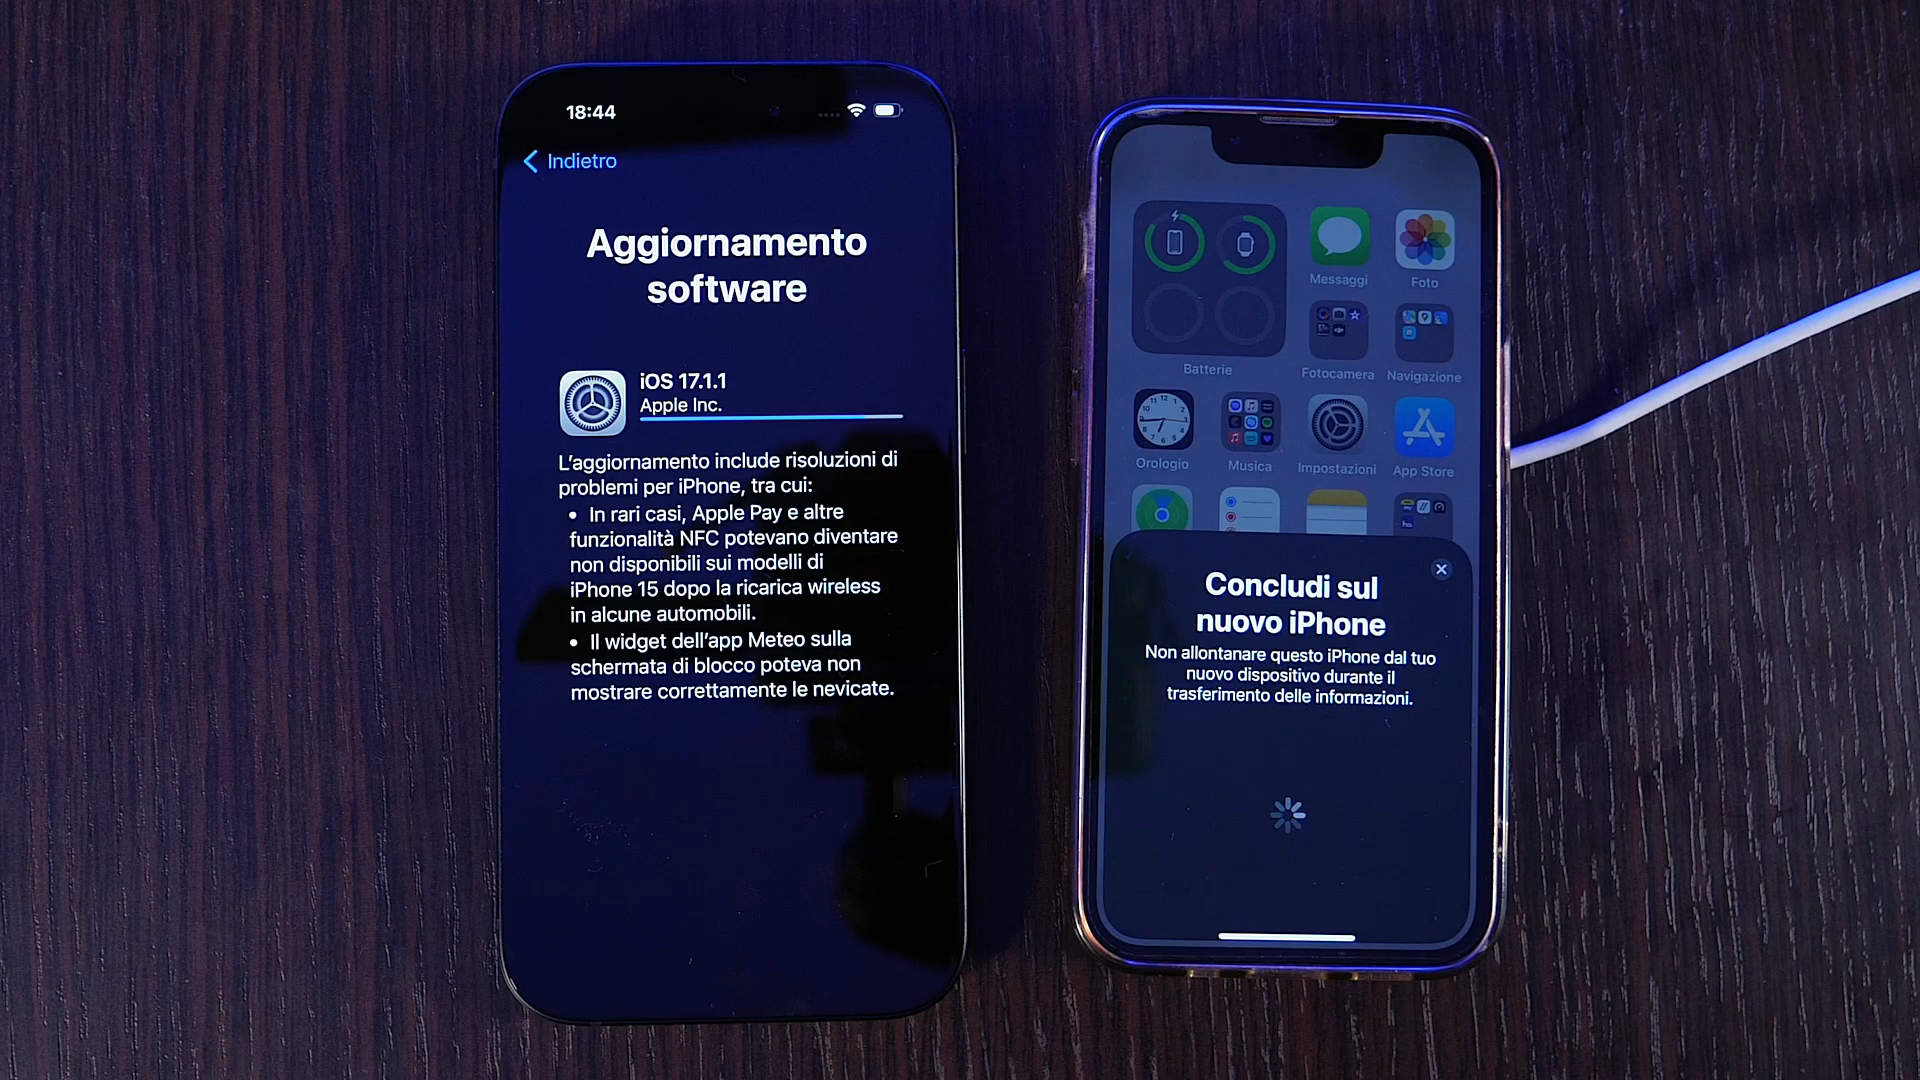 18:44
Indietro
Aggiornamento
software
iOS 17.1.1
Apple Inc.
L'aggiornamento include risoluzioni di
problemi per iPhone, tra cui:
• In rari casi, Apple Pay e altre
funzionalità NFC potevano diventare
non disponibili sui modelli di
iPhone 15 dopo la ricarica wireless
in alcune automobili.
• Il widget dell'app Meteo sulla
schermata di blocco poteva non
mostrare correttamente le nevicate.
Messaggi
Foto
Batterie
Fotocamera
Navigazione
Orologio
Musica
Impostazioni
App Store
Concludi sul
nuovo iPhone
Non allontanare questo iPhone dal tuo
nuovo dispositivo durante il
trasferimento delle informazioni.